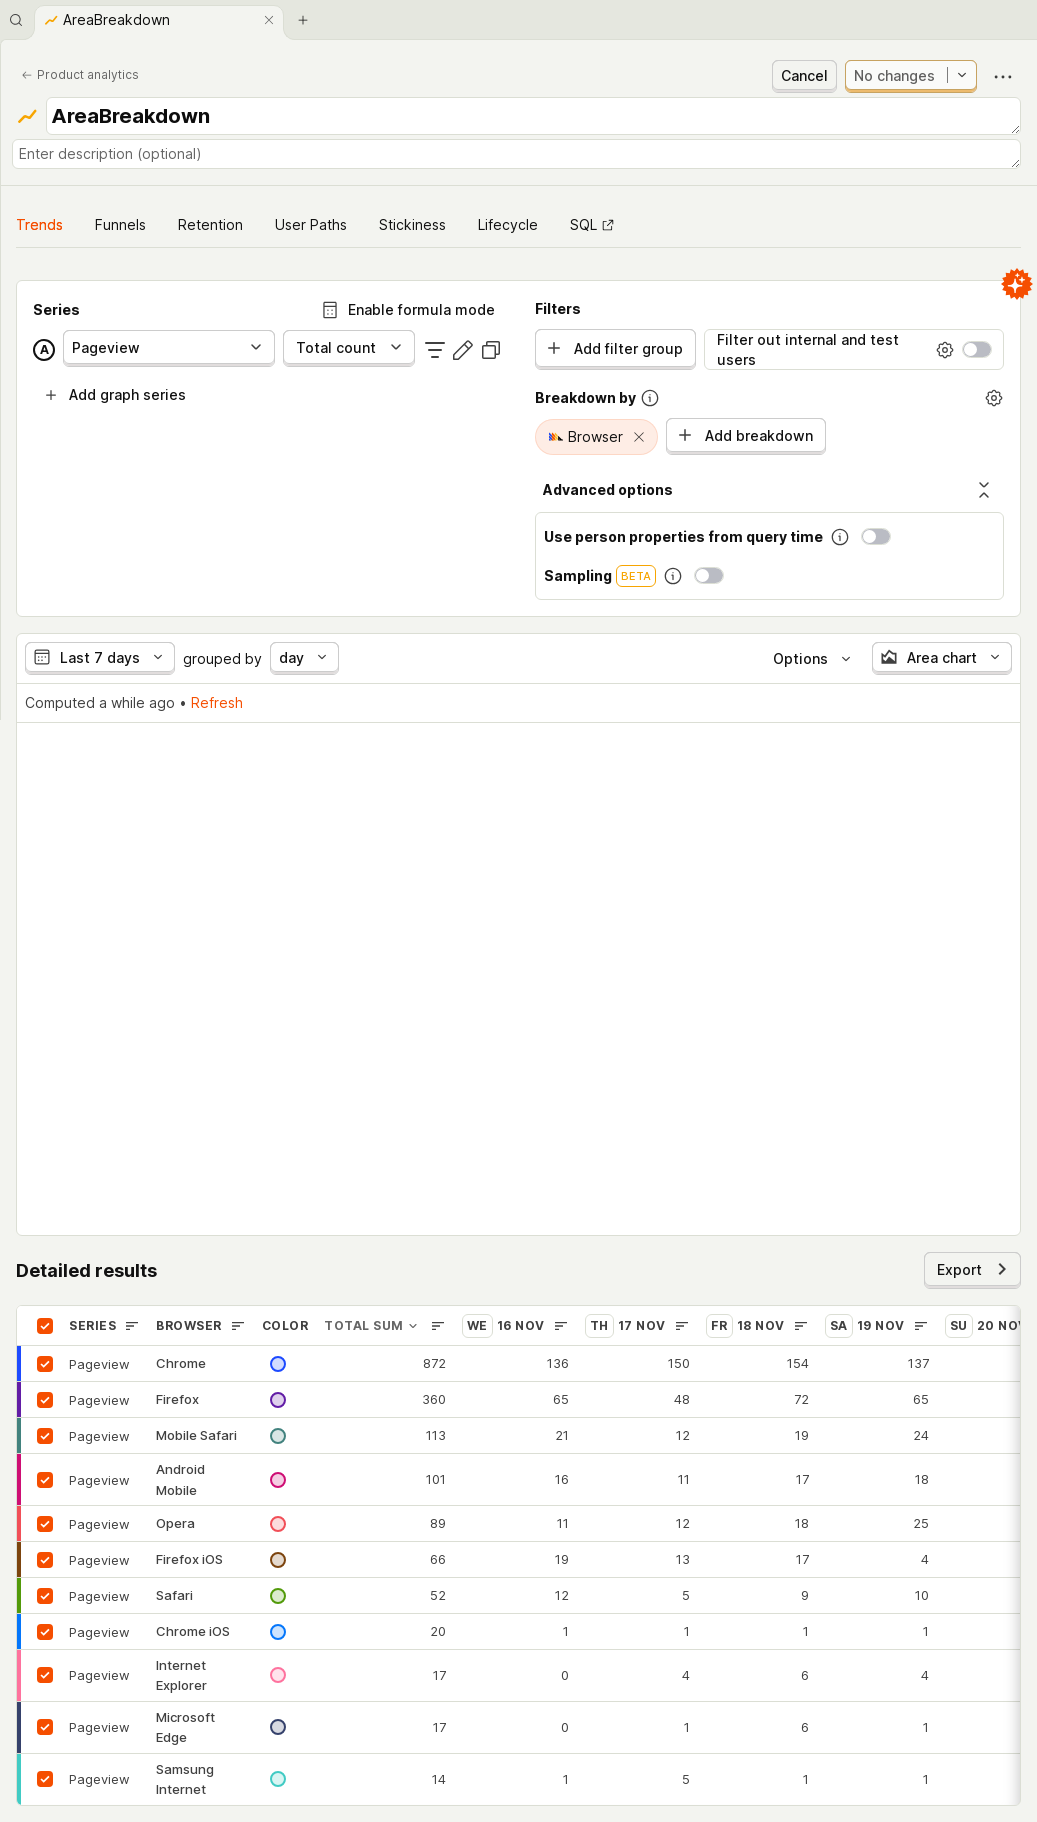 AreaBreakdown
Product analytics
Cancel
No changes
AreaBreakdown
Enter description (optional)
Trends Funnels Retention User Paths Stickiness Lifecycle SQL
Series
Enable formula mode
A Pageview Total count
Add graph series
Filters
Add filter group
Filter out internal and test
users
Breakdown by
Browser
Add breakdown
Advanced options
Use person properties from query time
Sampling BETA
Last 7 days grouped by day Options Area chart
Computed a while ago • Refresh
Detailed results
Export
SERIES BROWSER COLOR TOTAL SUM WE 16 NOV TH 17 NOV FR 18 NOV SA 19 NOV SU 20 NOV
Pageview Chrome 872 136 150 154 137
Pageview Firefox 360 65 48 72 65
Pageview Mobile Safari 113 21 12 19 24
Pageview Android
Mobile 101 16 11 17 18
Pageview Opera 89 11 12 18 25
Pageview Firefox iOS 66 19 13 17 4
Pageview Safari 52 12 5 9 10
Pageview Chrome iOS 20 1 1 1 1
Pageview Internet
Explorer 17 0 4 6 4
Pageview Microsoft
Edge 17 0 1 6 1
Pageview Samsung
Internet 14 1 5 1 1